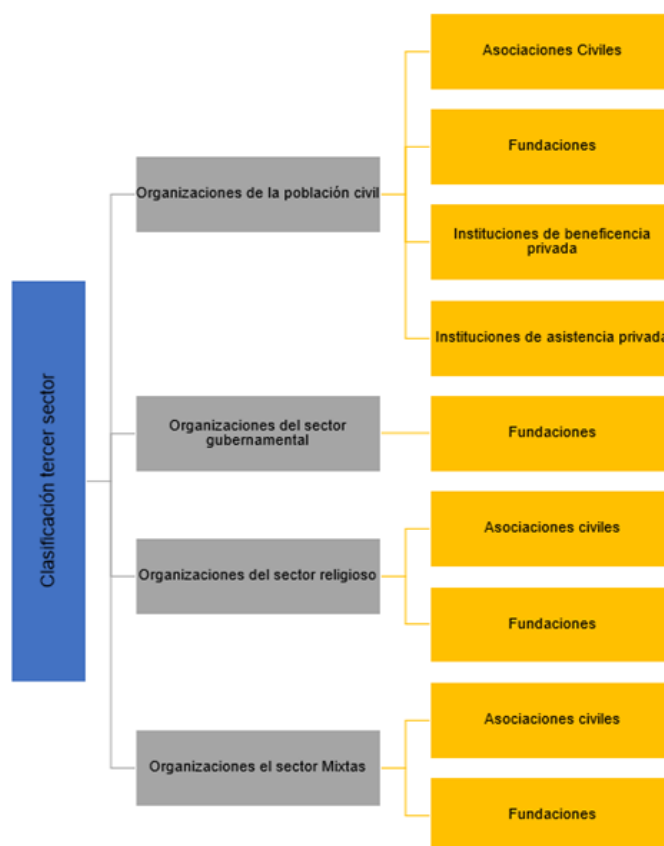 Clasificación tercer sector
Organizaciones de la población civil
Asociaciones Civiles
Fundaciones
Instituciones de beneficencia
privada
Instituciones de asistencia privada
Organizaciones del sector
gubernamental
Fundaciones
Organizaciones del sector religioso
Asociaciones civiles
Fundaciones
Organizaciones el sector Mixtas
Asociaciones civiles
Fundaciones